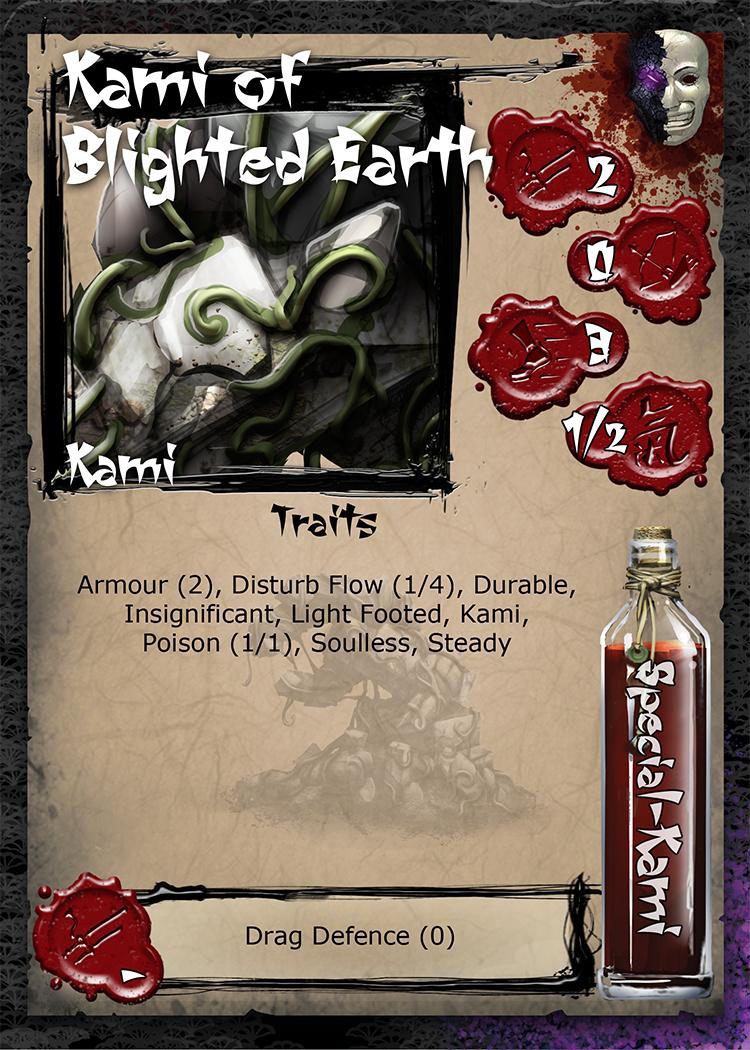 Kami of
Blighted Earth
2
0
3
1/2
氣
Kami
Traits
Armour (2), Disturb Flow (1/4), Durable,
Insignificant, Light Footed, Kami,
Poison (1/1), Soulless, Steady
Special-Kami
-
Drag Defence (0)